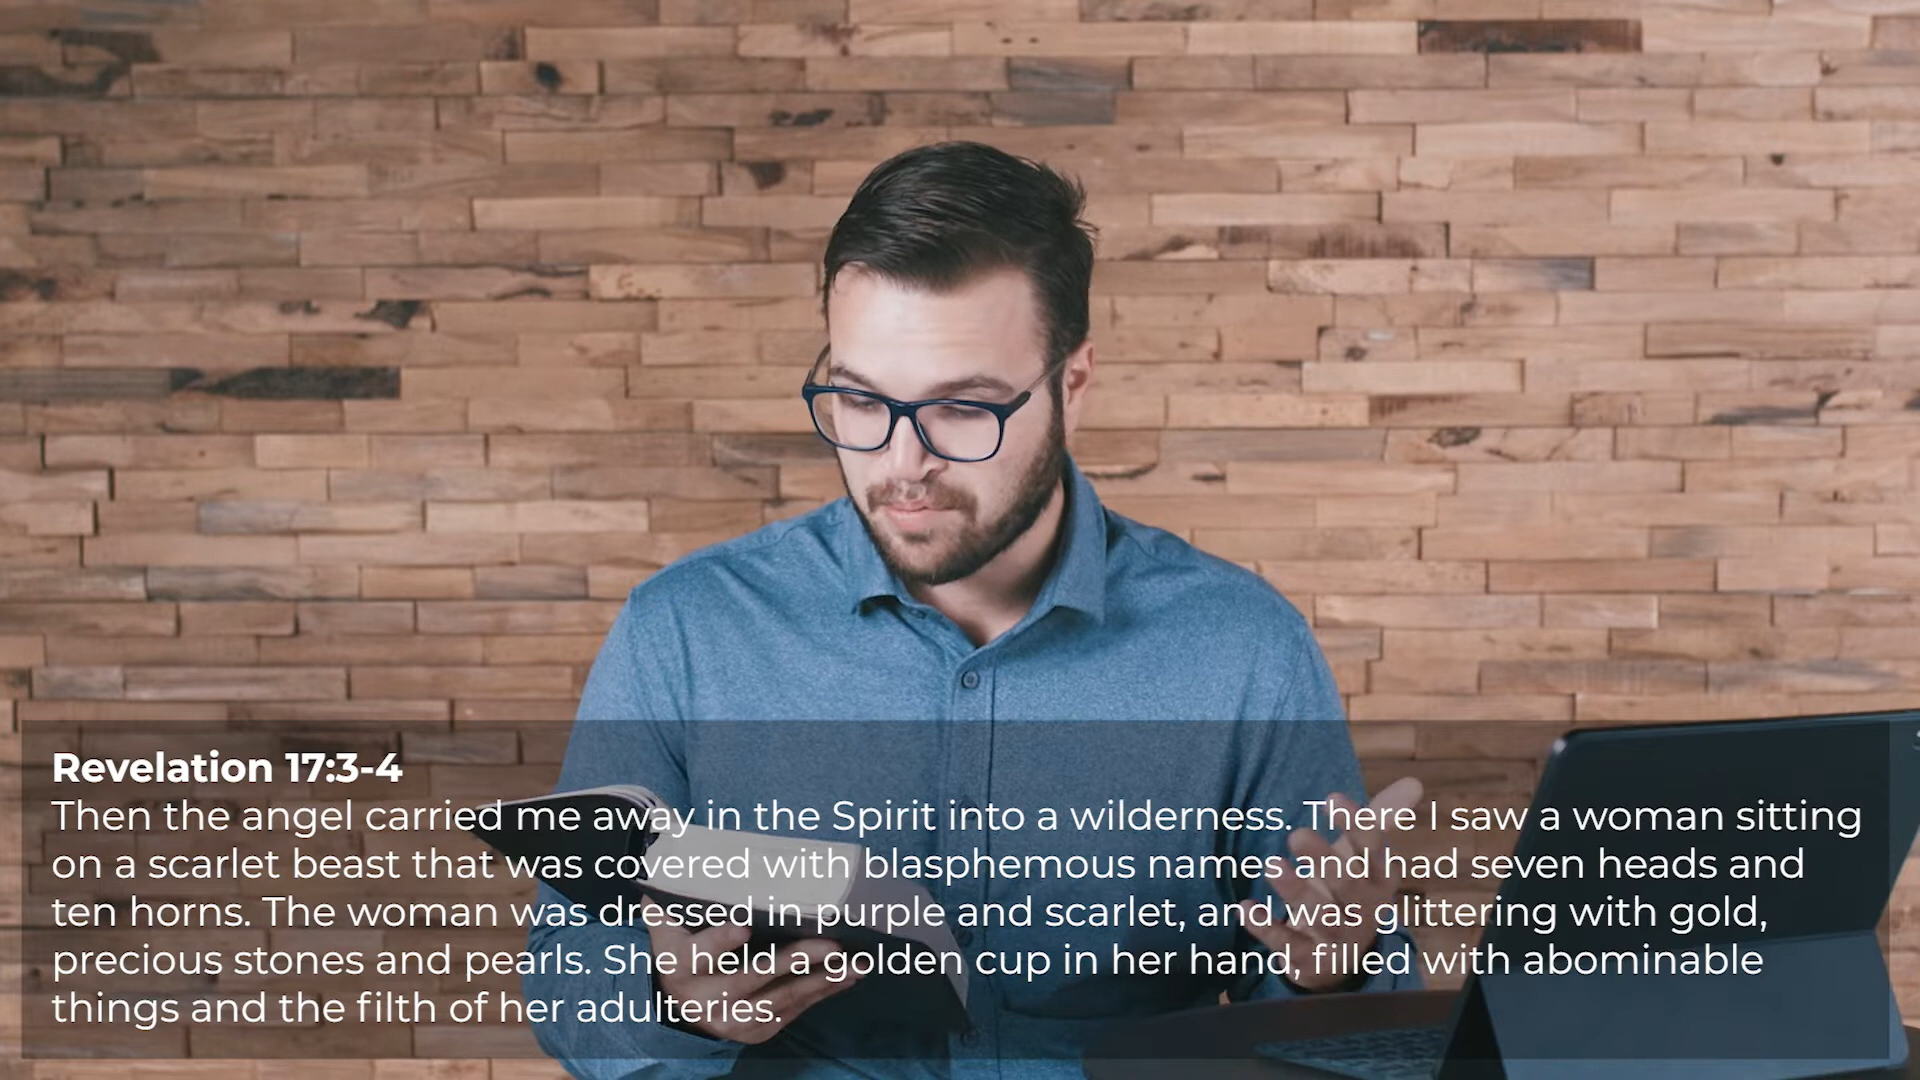 Revelation 17:3-4
Then the angel carried me away in the Spirit into a wilderness. There I saw a woman sitting
on a scarlet beast that was covered with blasphemous names and had seven heads and
ten horns. The woman was dressed in purple and scarlet, and was glittering with gold,
precious stones and pearls. She held a golden cup in her hand, filled with abominable
things and the filth of her adulteries.